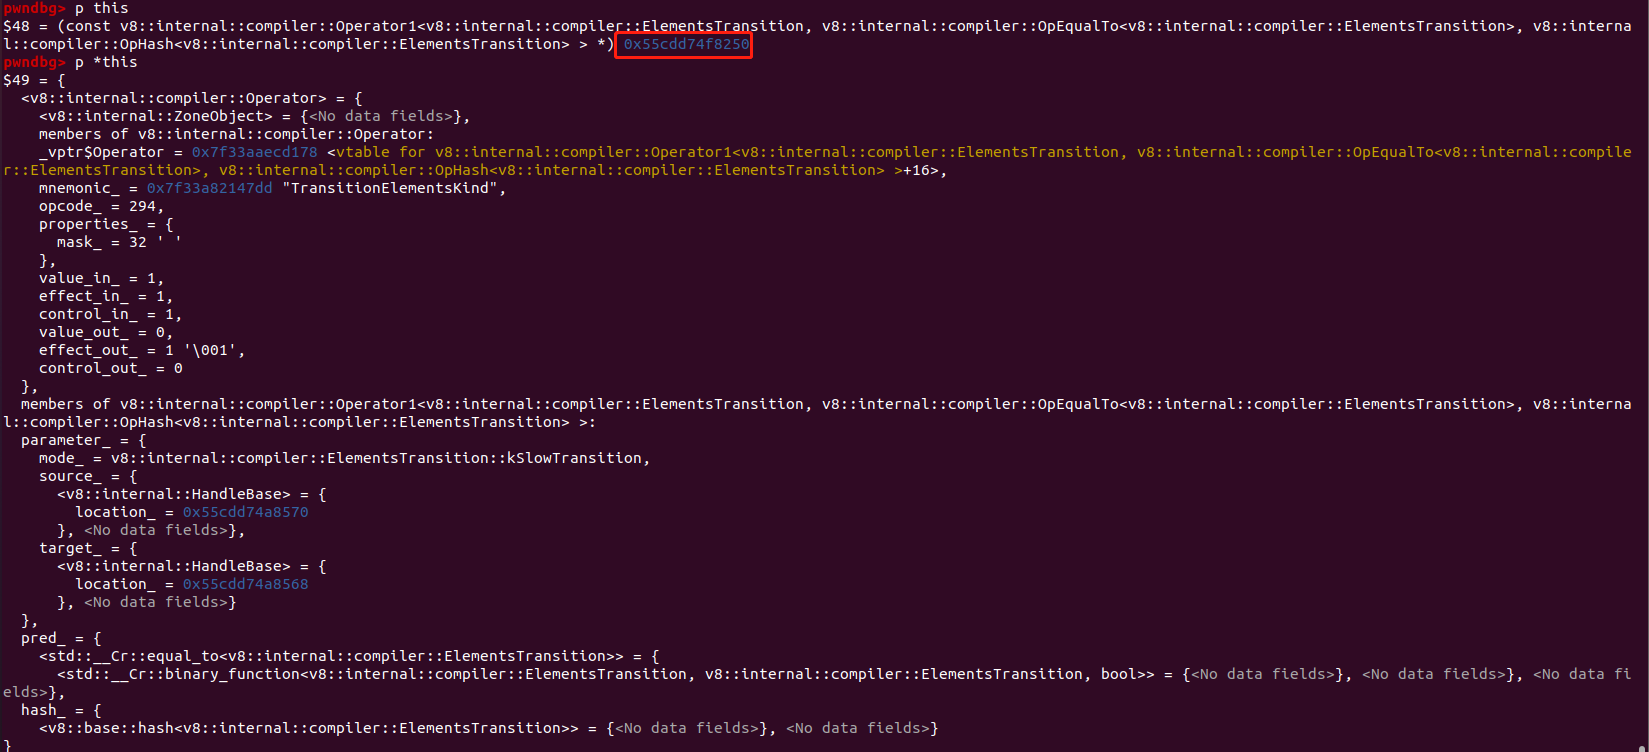 pwndbg> p this
$48 = (const v8::internal::compiler::Operator1<v8::internal::compiler::ElementsTransition, v8::internal::compiler::OpEqualTo<v8::internal::compiler::ElementsTransition>, v8::interna
l::compiler::OpHash<v8::internal::compiler::ElementsTransition> > *) 0x55cdd74f8250
pwndbg> p *this
$49 = {
  <v8::internal::compiler::Operator> = {
    <v8::internal::ZoneObject> = {<No data fields>},
    members of v8::internal::compiler::Operator:
    _vptr$Operator = 0x7f33aaecd178 <vtable for v8::internal::compiler::Operator1<v8::internal::compiler::ElementsTransition, v8::internal::compiler::OpEqualTo<v8::internal::compile
r::ElementsTransition>, v8::internal::compiler::OpHash<v8::internal::compiler::ElementsTransition> >+16>,
    mnemonic_ = 0x7f33a82147dd "TransitionElementsKind",
    opcode_ = 294,
    properties_ = {
      mask_ = 32 ' '
    },
    value_in_ = 1,
    effect_in_ = 1,
    control_in_ = 1,
    value_out_ = 0,
    effect_out_ = 1 '\001',
    control_out_ = 0
  },
  members of v8::internal::compiler::Operator1<v8::internal::compiler::ElementsTransition, v8::internal::compiler::OpEqualTo<v8::internal::compiler::ElementsTransition>, v8::interna
l::compiler::OpHash<v8::internal::compiler::ElementsTransition> >:
  parameter_ = {
    mode_ = v8::internal::compiler::ElementsTransition::kSlowTransition,
    source_ = {
      <v8::internal::HandleBase> = {
        location_ = 0x55cdd74a8570
      }, <No data fields>},
    target_ = {
      <v8::internal::HandleBase> = {
        location_ = 0x55cdd74a8568
      }, <No data fields>}
  },
  pred_ = {
    <std::__Cr::equal_to<v8::internal::compiler::ElementsTransition>> = {
      <std::__Cr::binary_function<v8::internal::compiler::ElementsTransition, v8::internal::compiler::ElementsTransition, bool>> = {<No data fields>}, <No data fields>}, <No data fi
elds>},
  hash_ = {
    <v8::base::hash<v8::internal::compiler::ElementsTransition>> = {<No data fields>}, <No data fields>}
}